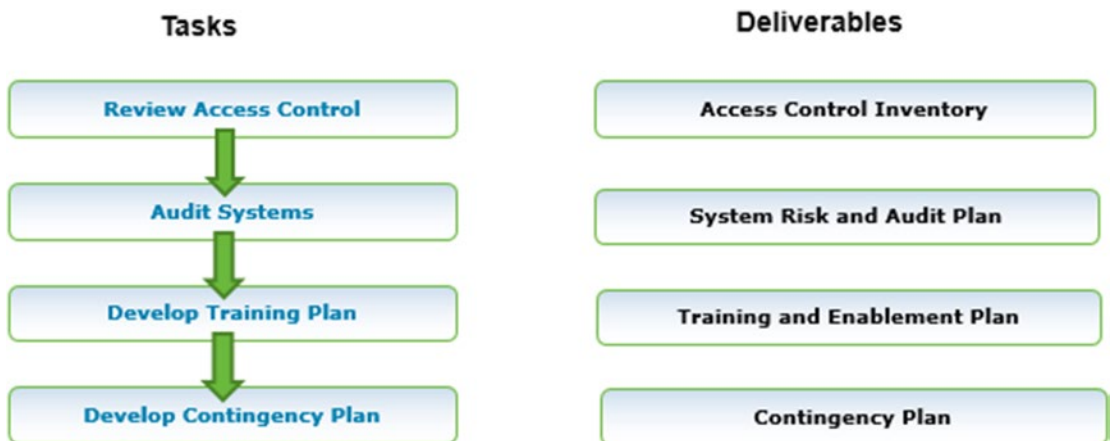 Tasks
Deliverables
Review Access Control
Access Control Inventory
Audit Systems
System Risk and Audit Plan
Develop Training Plan
Training and Enablement Plan
Develop Contingency Plan
Contingency Plan